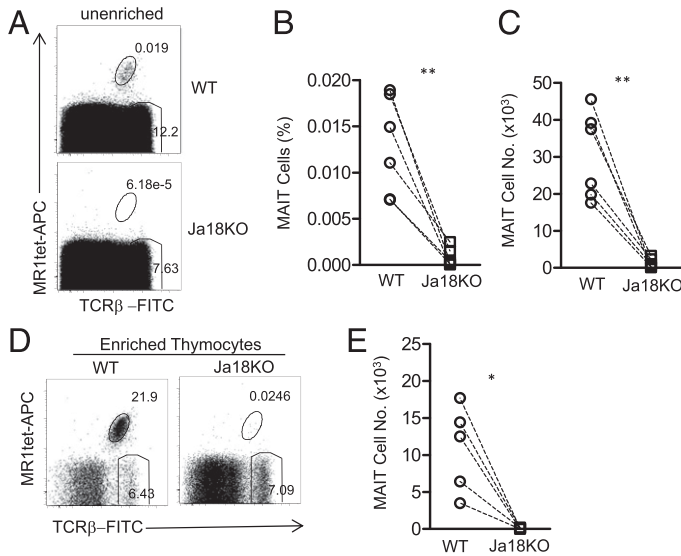 A
unenriched
0.019
WT
12.2
6.18e-5
Ja18KO
7.63
MR1tet-APC
TCRβ –FITC
B
**
MAIT Cells (%)
0.020
0.015
0.010
0.005
0.000
WT Ja18KO
C
**
MAIT Cell No. (x10³)
50
40
30
20
10
0
WT Ja18KO
D
Enriched Thymocytes
WT Ja18KO
21.9 0.0246
6.43 7.09
MR1tet-APC
TCRβ–FITC
E
*
MAIT Cell No. (x10³)
25
20
15
10
5
0
WT Ja18KO